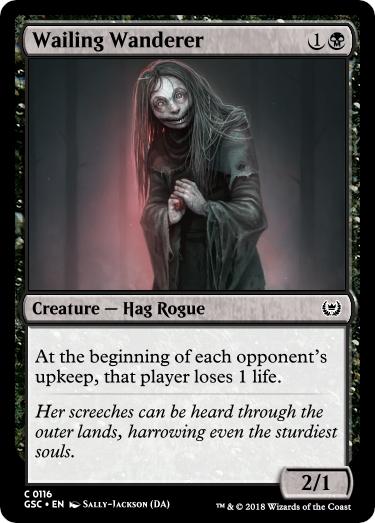 Wailing Wanderer 1
Creature — Hag Rogue
At the beginning of each opponent's
upkeep, that player loses 1 life.
Her screeches can be heard through the
outer lands, harrowing even the sturdiest
souls.
2/1
C 0116
GSC • EN Sally-Jackson (DA)
™ & © 2018 Wizards of the Coast